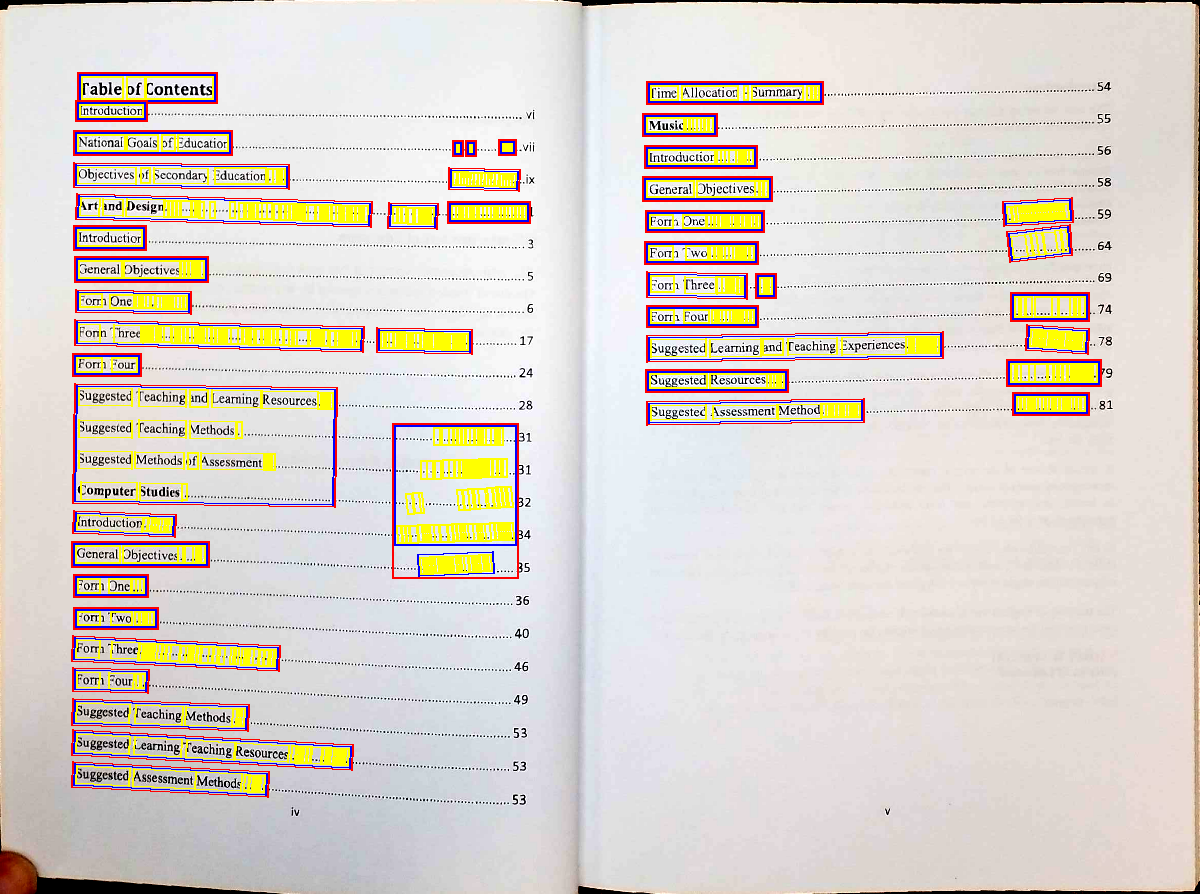 Table of Contents
Introduction ........ vi
National Goals of Education ........ vii
Objectives of Secondary Education ........ ix
Art and Design ........ 1
Introduction ........ 3
General Objectives ........ 5
Form One ........ 6
Form Three ........ 17
Form Four ........ 24
Suggested Teaching and Learning Resources ........ 28
Suggested Teaching Methods ........ 31
Suggested Methods of Assessment ........ 31
Computer Studies ........ 32
Introduction ........ 34
General Objectives ........ 35
Form One ........ 36
Form Two ........ 40
Form Three ........ 46
Form Four ........ 49
Suggested Teaching Methods ........ 53
Suggested Learning Teaching Resources ........ 53
Suggested Assessment Methods ........ 53
iv
Time Allocation - Summary ........ 54
Music ........ 55
Introduction ........ 56
General Objectives ........ 58
Form One ........ 59
Form Two ........ 64
Form Three ........ 69
Form Four ........ 74
Suggested Learning and Teaching Experiences ........ 78
Suggested Resources ........ 79
Suggested Assessment Method ........ 81
v